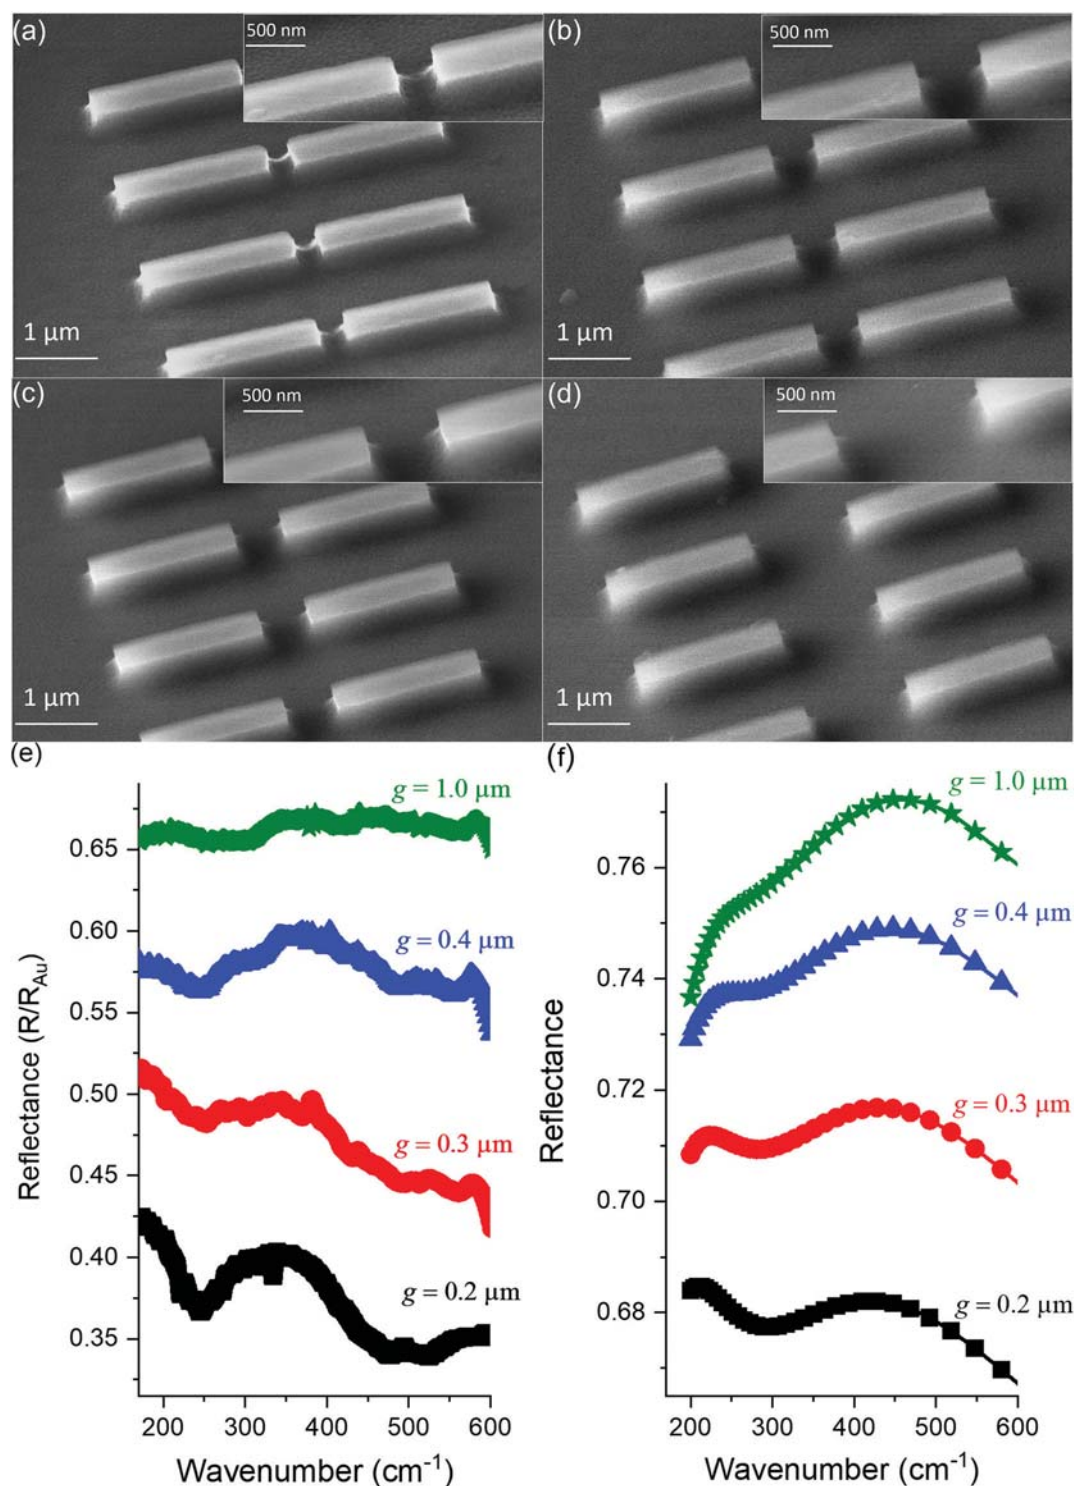 (a)
500 nm
1 μm
(b)
500 nm
1 μm
(c)
500 nm
1 μm
(d)
500 nm
1 μm
(e)
g = 1.0 μm
g = 0.4 μm
g = 0.3 μm
g = 0.2 μm
0.65
0.60
0.55
0.50
0.45
0.40
0.35
Reflectance (R/R_Au)
200 300 400 500 600
Wavenumber (cm⁻¹)
(f)
g = 1.0 μm
g = 0.4 μm
g = 0.3 μm
g = 0.2 μm
0.76
0.74
0.72
0.70
0.68
Reflectance
200 300 400 500 600
Wavenumber (cm⁻¹)